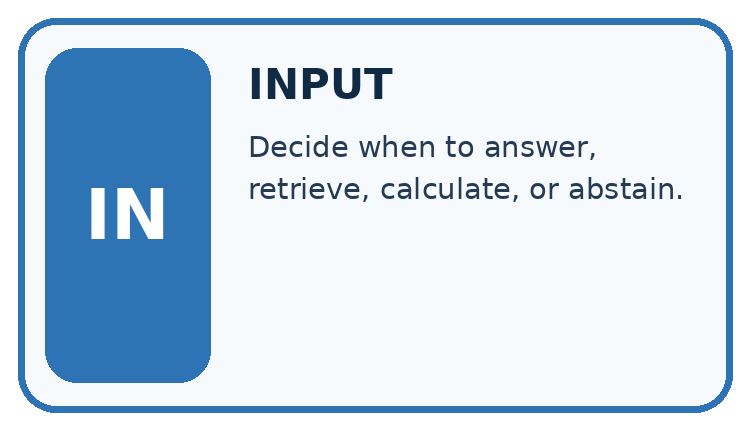 IN
INPUT
Decide when to answer,
retrieve, calculate, or abstain.